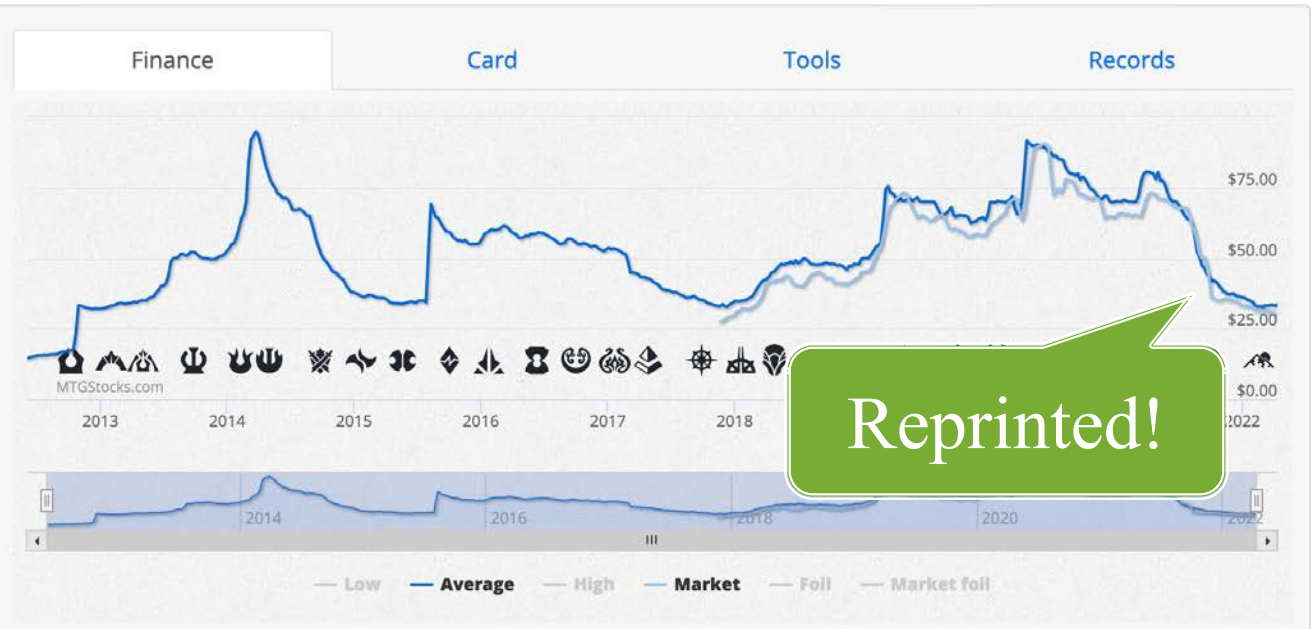 Finance Card Tools Records
$75.00
$50.00
$25.00
$0.00
MTGStocks.com
2013 2014 2015 2016 2017 2018 2022
Reprinted!
2014 2016 2018 2020 2022
Low Average High Market Foil Market foil